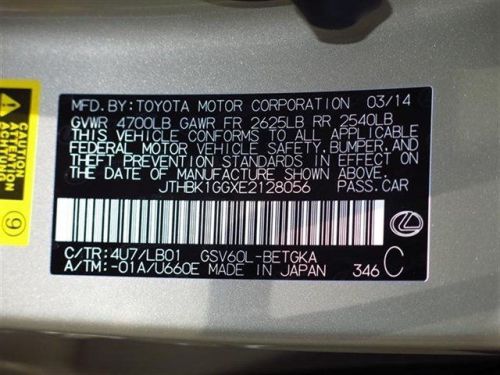 MFD.BY:TOYOTA MOTOR CORPORATION 03/14
GVWR 4700LB GAWR FR 2625LB RR 2540LB
THIS VEHICLE CONFORMS TO ALL APPLICABLE
FEDERAL MOTOR VEHICLE SAFETY.BUMPER.AND
THEFT PREVENTION STANDARDS IN EFFECT ON
THE DATE OF MANUFACTURE SHOWN ABOVE.
JTHBK1GGXE2128056 PASS.CAR
C/TR:4U7/LB01 GSV60L-BETGKA
A/TM:-01A/U660E MADE IN JAPAN 346 C
CAUTION
9